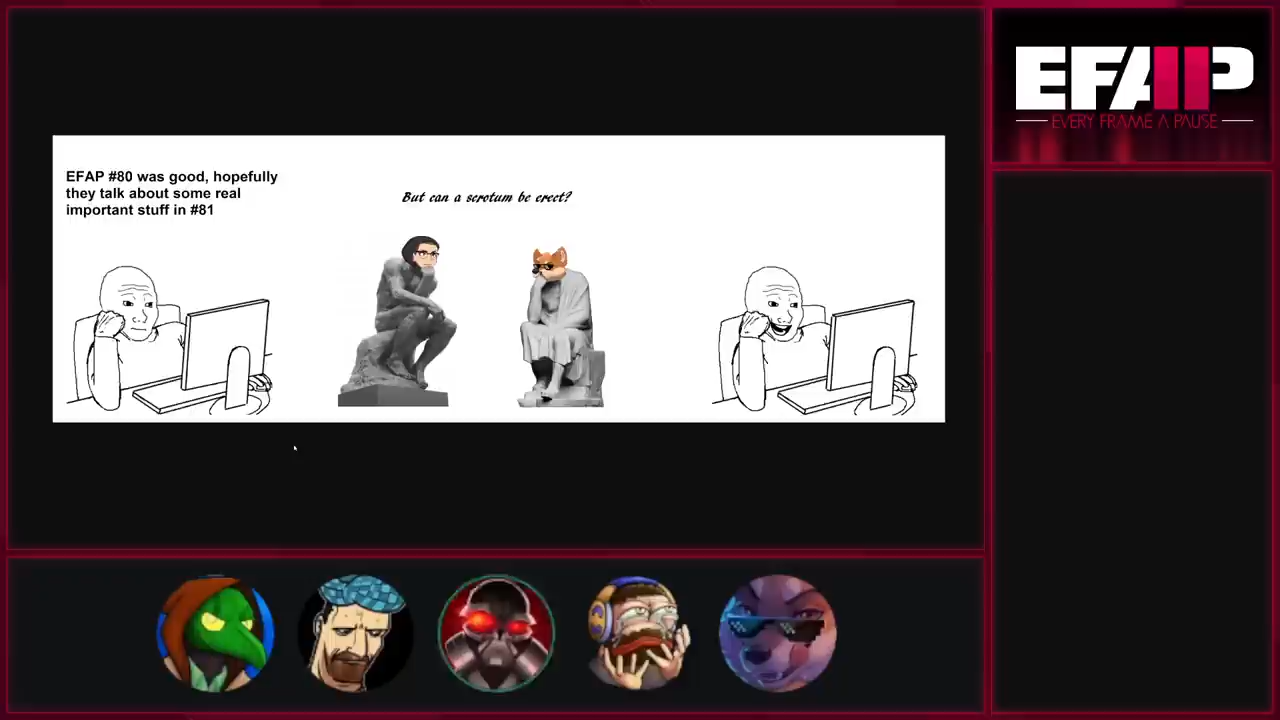 EFAP #80 was good, hopefully
they talk about some real
important stuff in #81
But can a scrotum be erect?
EFAP
EVERY FRAME A PAUSE